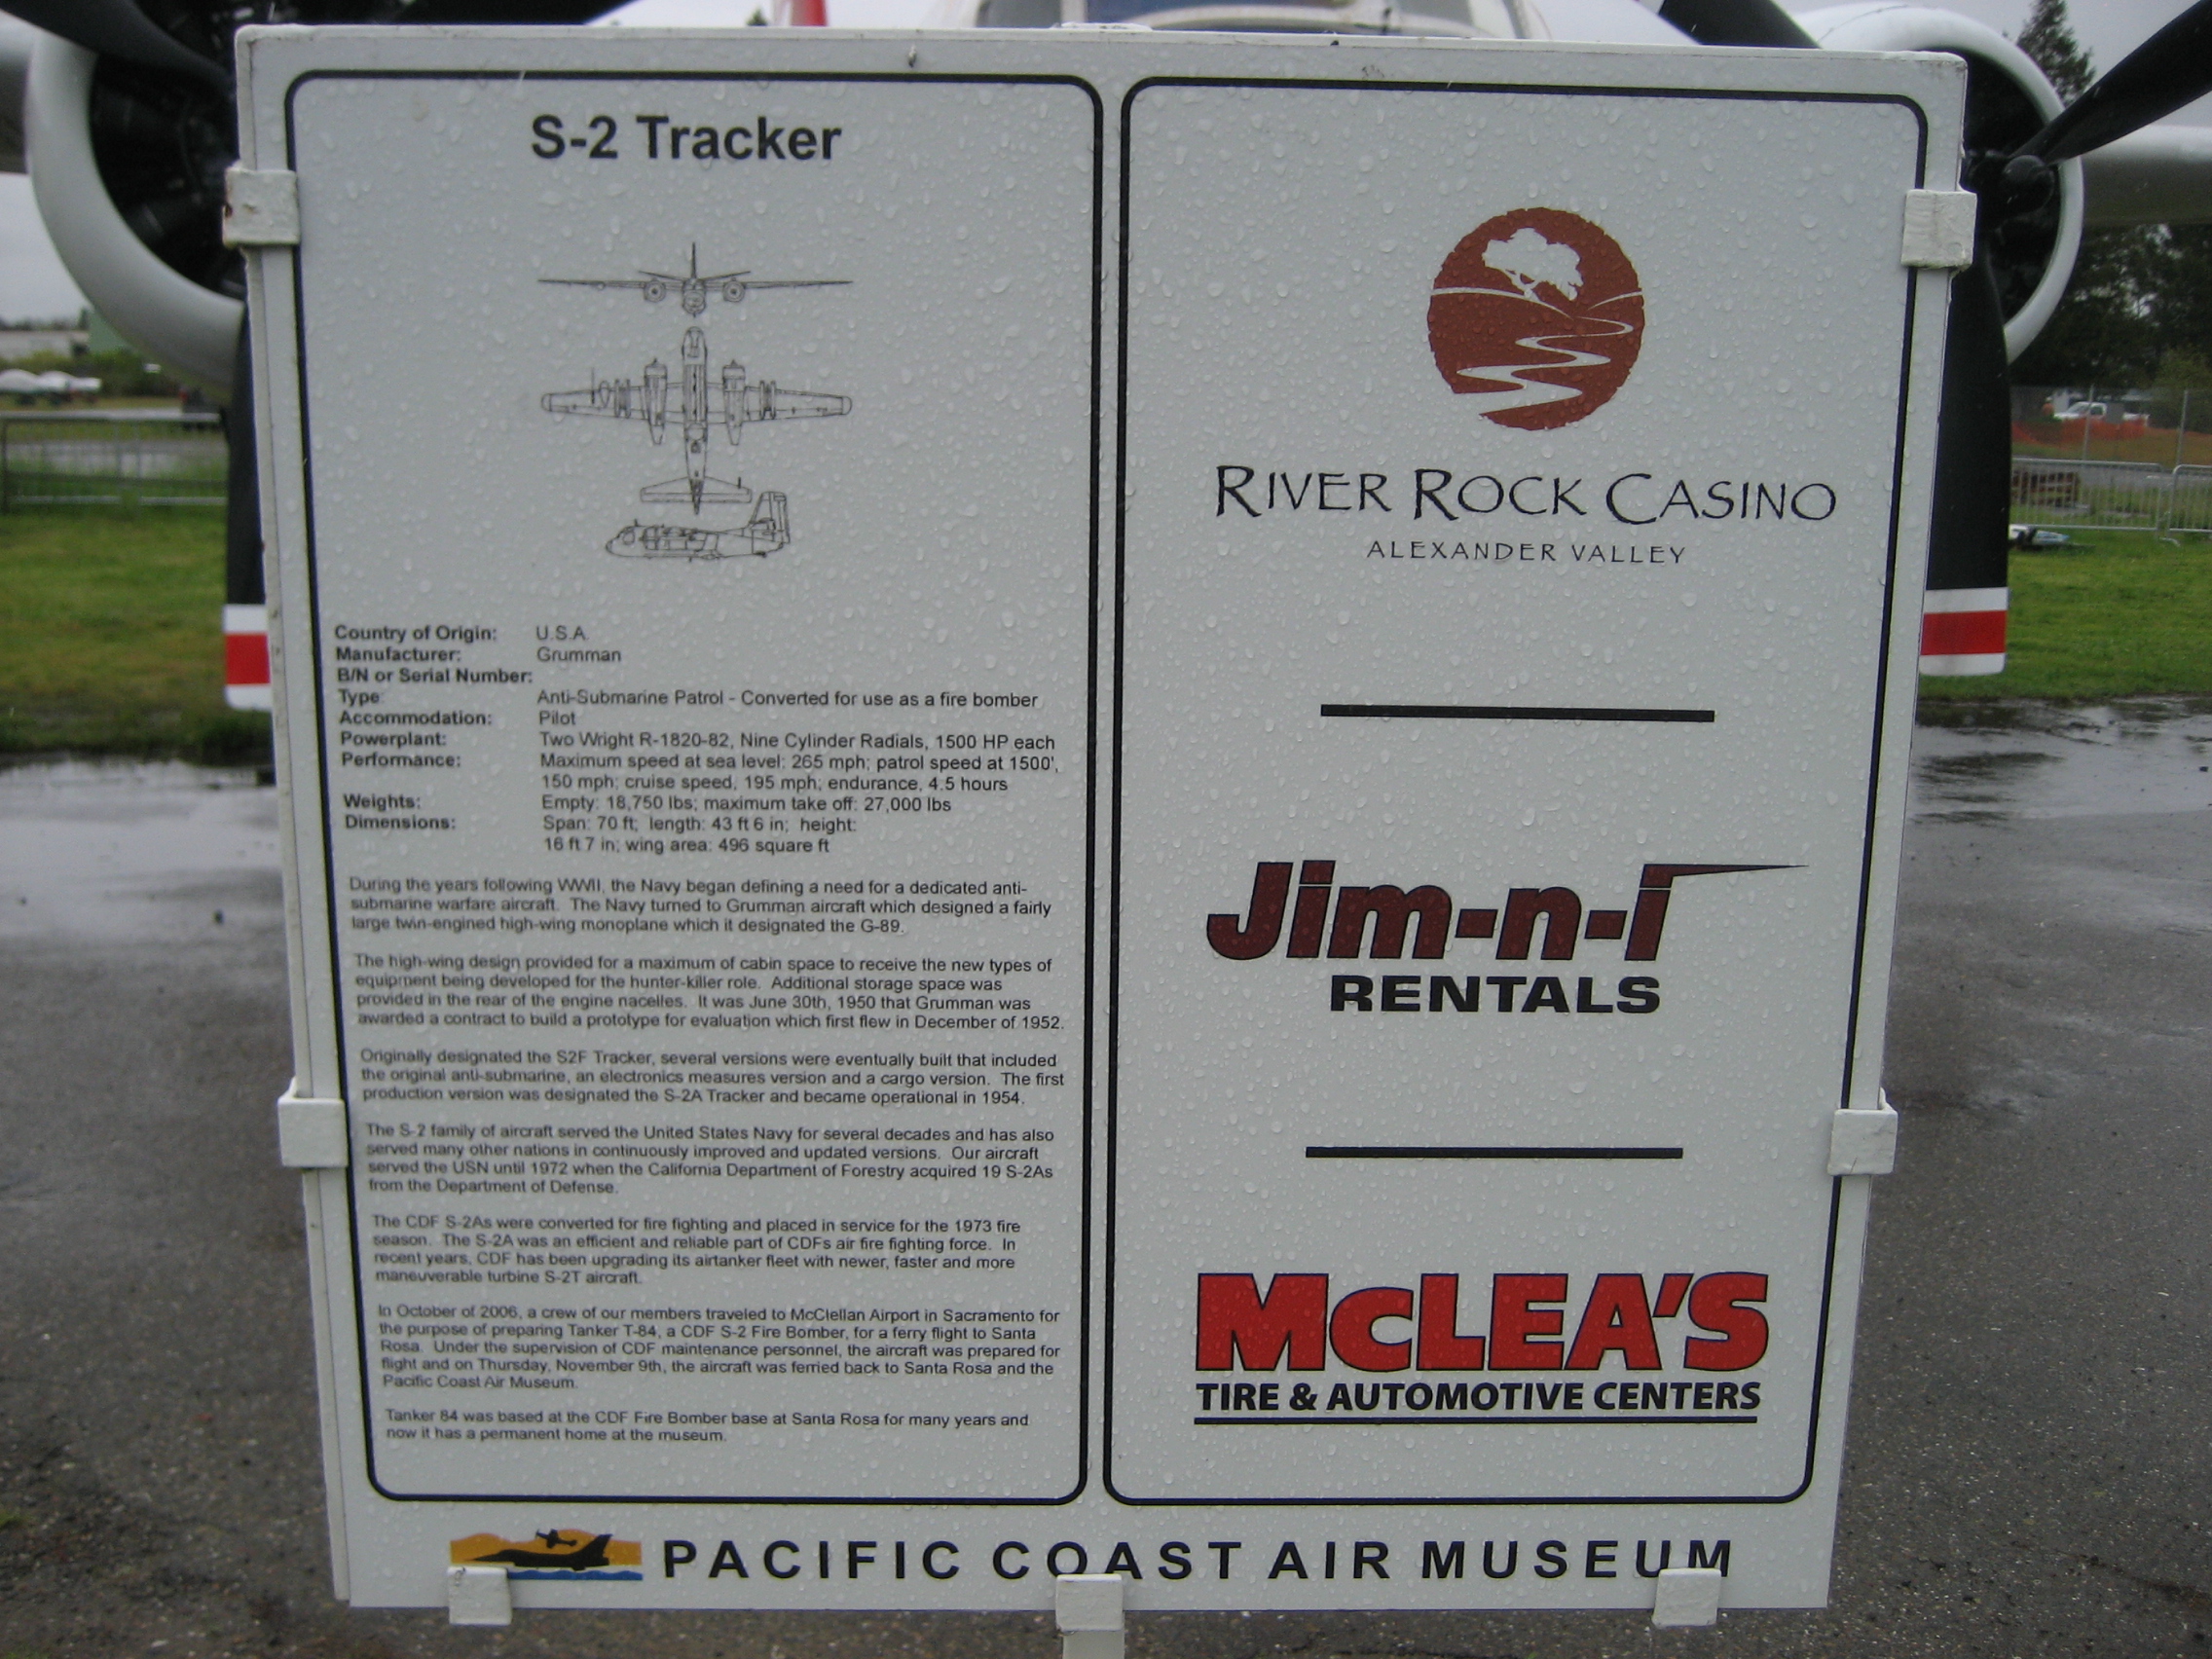 S-2 Tracker
Country of Origin: U.S.A.
Manufacturer: Grumman
B/N or Serial Number:
Type: Anti-Submarine Patrol - Converted for use as a fire bomber
Accommodation: Pilot
Powerplant: Two Wright R-1820-82, Nine Cylinder Radials, 1500 HP each
Performance: Maximum speed at sea level: 265 mph; patrol speed at 1500',
150 mph; cruise speed, 195 mph; endurance, 4.5 hours
Weights: Empty: 18,750 lbs; maximum take off: 27,000 lbs
Dimensions: Span: 70 ft; length: 43 ft 6 in; height:
16 ft 7 in; wing area: 496 square ft
During the years following WWII, the Navy began defining a need for a dedicated anti-
submarine warfare aircraft. The Navy turned to Grumman aircraft which designed a fairly
large twin-engined high-wing monoplane which it designated the G-89.
The high-wing design provided for a maximum of cabin space to receive the new types of
equipment being developed for the hunter-killer role. Additional storage space was
provided in the rear of the engine nacelles. It was June 30th, 1950 that Grumman was
awarded a contract to build a prototype for evaluation which first flew in December of 1952.
Originally designated the S2F Tracker, several versions were eventually built that included
the original anti-submarine, an electronics measures version and a cargo version. The first
production version was designated the S-2A Tracker and became operational in 1954.
The S-2 family of aircraft served the United States Navy for several decades and has also
served many other nations in continuously improved and updated versions. Our aircraft
served the USN until 1972 when the California Department of Forestry acquired 19 S-2As
from the Department of Defense.
The CDF S-2As were converted for fire fighting and placed in service for the 1973 fire
season. The S-2A was an efficient and reliable part of CDFs air fire fighting force. In
recent years, CDF has been upgrading its airtanker fleet with newer, faster and more
maneuverable turbine S-2T aircraft.
In October of 2006, a crew of our members traveled to McClellan Airport in Sacramento for
the purpose of preparing Tanker T-84, a CDF S-2 Fire Bomber, for a ferry flight to Santa
Rosa. Under the supervision of CDF maintenance personnel, the aircraft was prepared for
flight and on Thursday, November 9th, the aircraft was ferried back to Santa Rosa and the
Pacific Coast Air Museum.
Tanker 84 was based at the CDF Fire Bomber base at Santa Rosa for many years and
now it has a permanent home at the museum.
RIVER ROCK CASINO
ALEXANDER VALLEY
Jim-n-i
RENTALS
McLEA'S
TIRE & AUTOMOTIVE CENTERS
PACIFIC COAST AIR MUSEUM